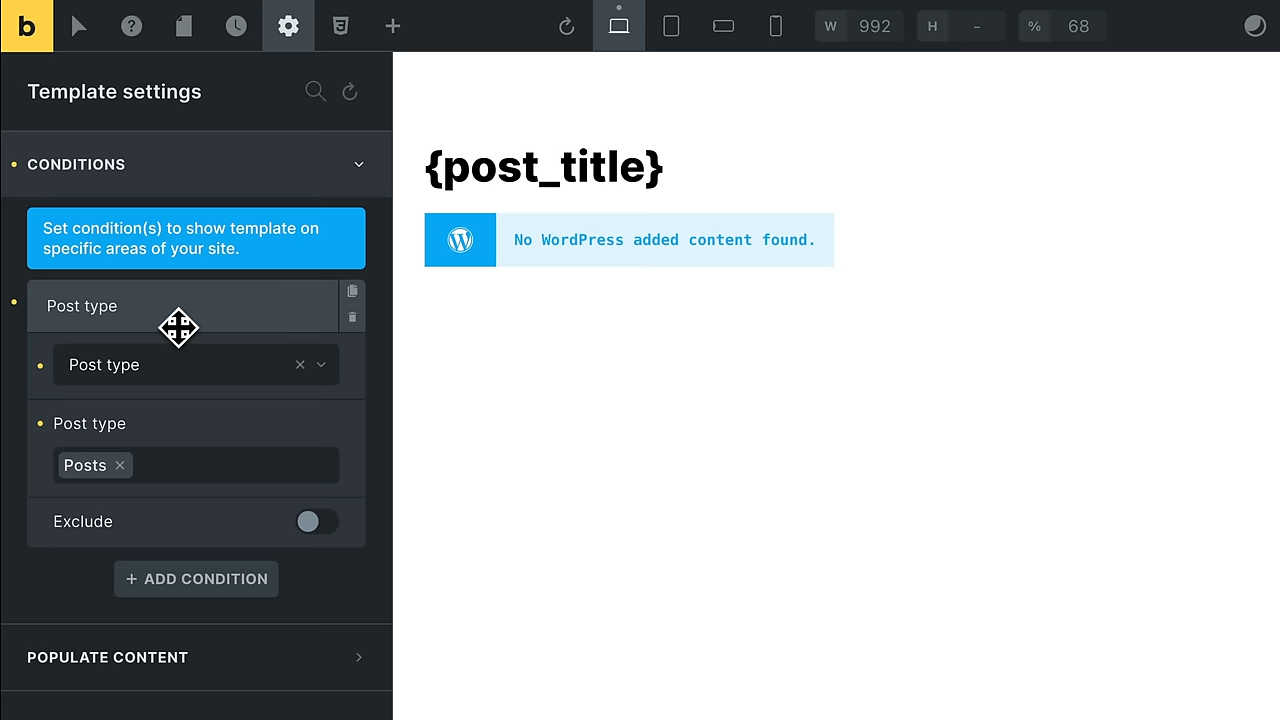 b
W 992 H - % 68
Template settings
CONDITIONS
Set condition(s) to show template on
specific areas of your site.
Post type
Post type
Post type
Posts
Exclude
+ ADD CONDITION
POPULATE CONTENT
{post_title}
No WordPress added content found.